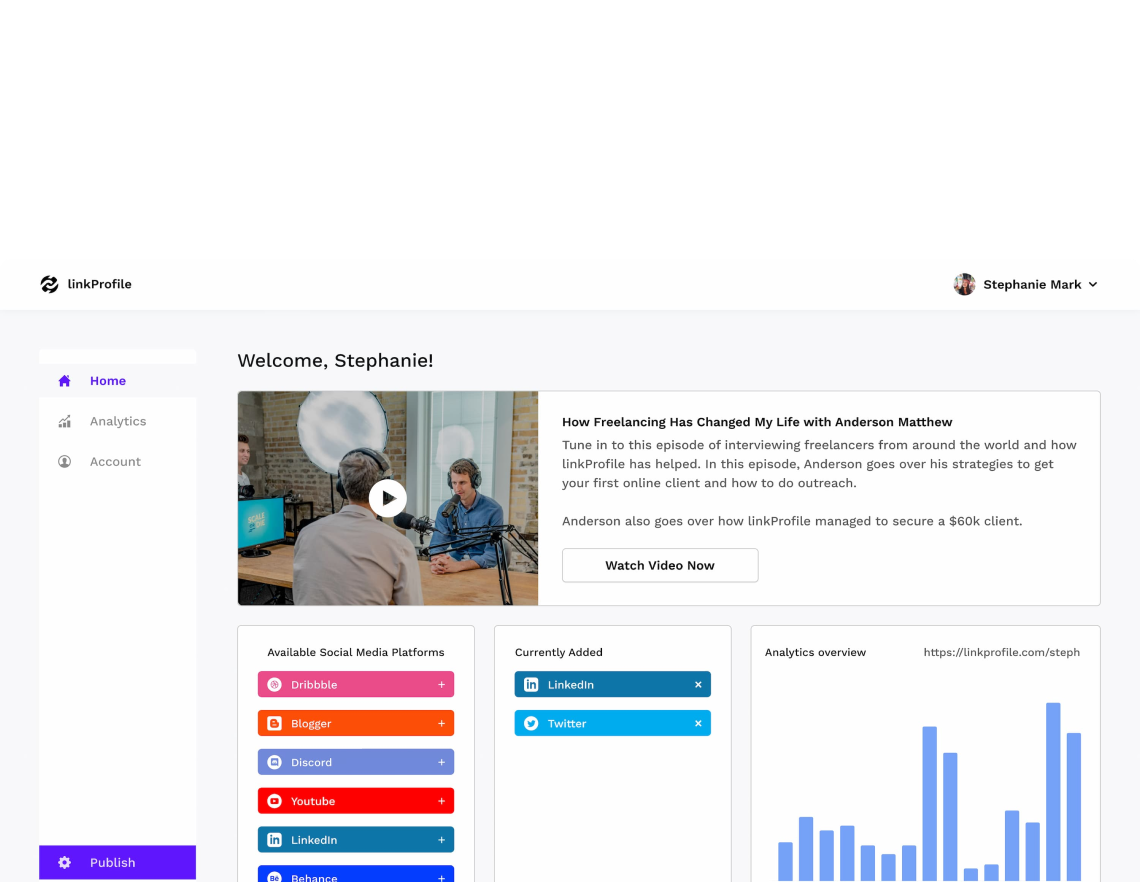 linkProfile
Stephanie Mark
Home
Analytics
Account
Publish
Welcome, Stephanie!
How Freelancing Has Changed My Life with Anderson Matthew
Tune in to this episode of interviewing freelancers from around the world and how
linkProfile has helped. In this episode, Anderson goes over his strategies to get
your first online client and how to do outreach.
Anderson also goes over how linkProfile managed to secure a $60k client.
Watch Video Now
Available Social Media Platforms
Dribbble +
Blogger +
Discord +
Youtube +
in LinkedIn +
Bē Behance +
Currently Added
in LinkedIn ×
Twitter ×
Analytics overview
https://linkprofile.com/steph